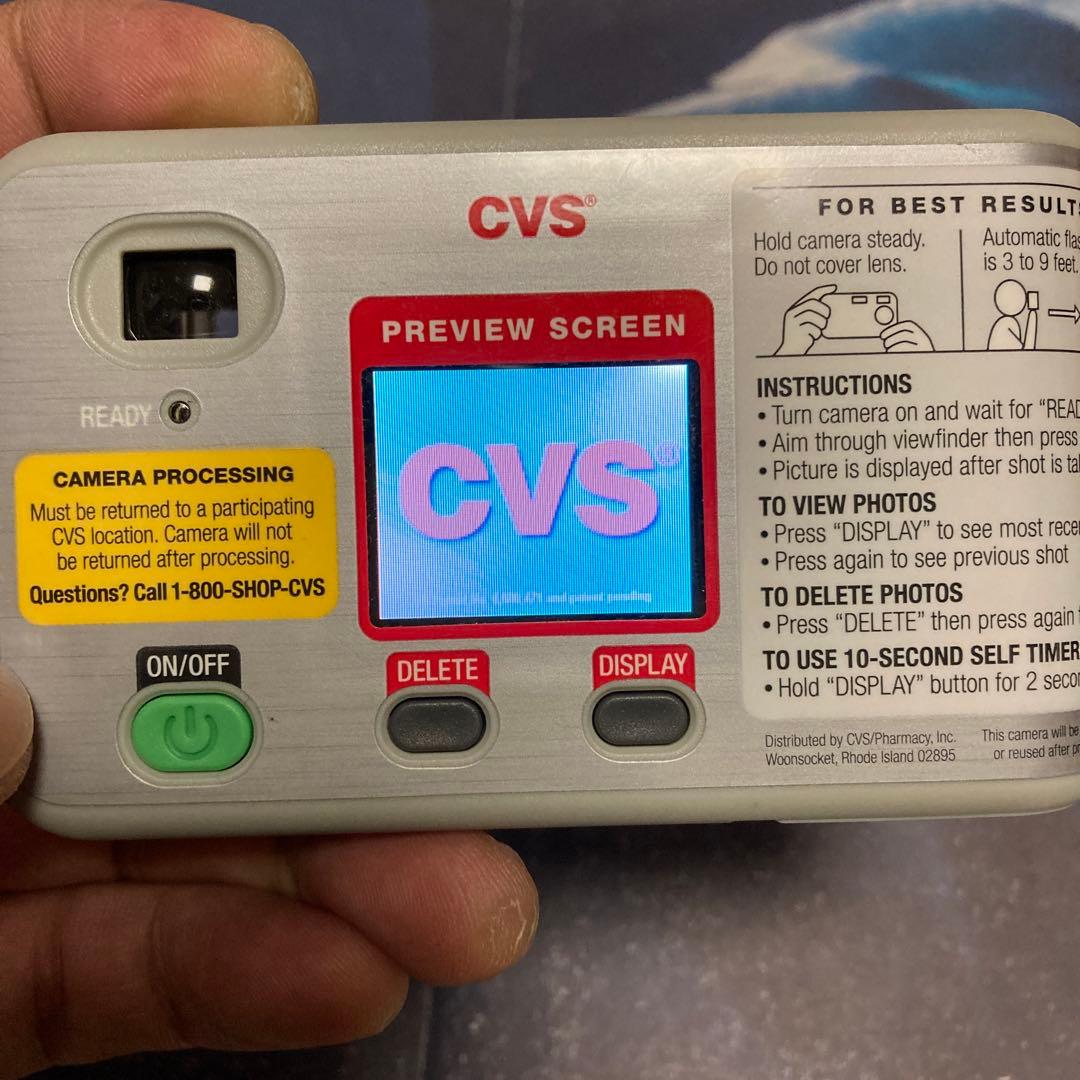 CVS®
PREVIEW SCREEN
CVS®
4,098,471 and patent pending
READY
CAMERA PROCESSING
Must be returned to a participating
CVS location. Camera will not
be returned after processing.
Questions? Call 1-800-SHOP-CVS
ON/OFF
DELETE
DISPLAY
FOR BEST RESULTS
Hold camera steady.
Do not cover lens.
Automatic
is 3 to 9 feet.
INSTRUCTIONS
• Turn camera on and wait for
• Aim through viewfinder then press
• Picture is displayed after shot is
TO VIEW PHOTOS
• Press "DISPLAY" to see most
• Press again to see previous shot
TO DELETE PHOTOS
• Press "DELETE" then press again
TO USE 10-SECOND SELF TIMER
• Hold "DISPLAY" button for 2
Distributed by CVS/Pharmacy, Inc.
Woonsocket, Rhode Island 02895
This camera will be
or reused after